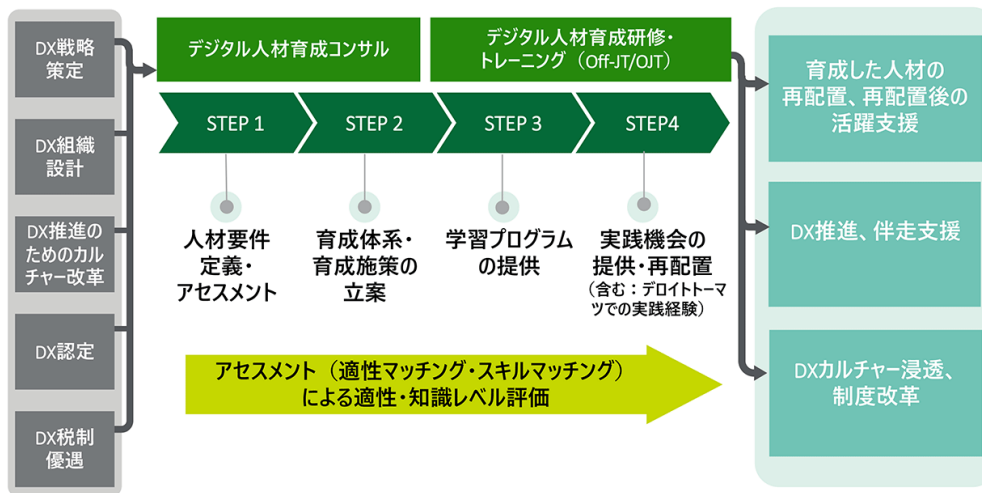 DX戦略
策定
DX組織
設計
DX推進の
ためのカル
チャー改革
DX認定
DX税制
優遇
デジタル人材育成コンサル
デジタル人材育成研修・
トレーニング（Off-JT/OJT）
STEP 1
STEP 2
STEP 3
STEP4
人材要件
定義・
アセスメント
育成体系・
育成施策の
立案
学習プログラム
の提供
実践機会の
提供・再配置
（含む：デロイトトーマ
ツでの実践経験）
アセスメント（適性マッチング・スキルマッチング）
による適性・知識レベル評価
育成した人材の
再配置、再配置後の
活躍支援
DX推進、伴走支援
DXカルチャー浸透、
制度改革